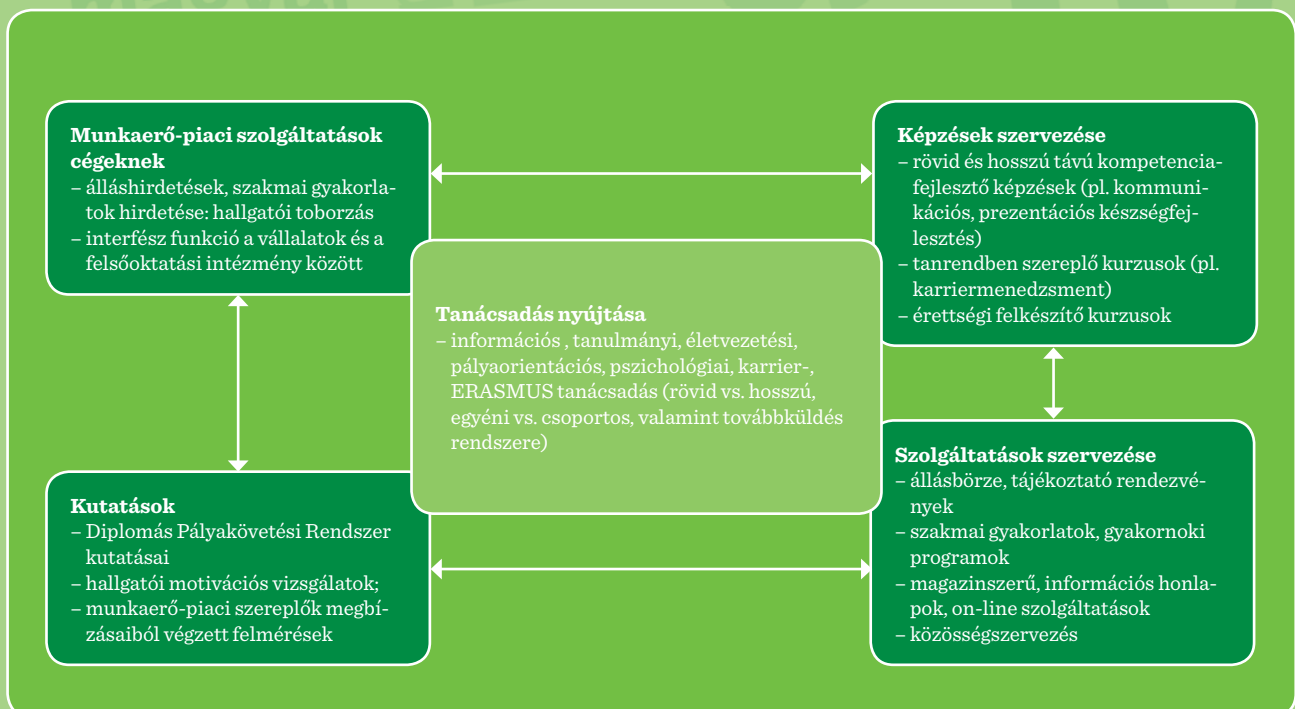 Munkaerő-piaci szolgáltatások
cégeknek
– álláshirdetések, szakmai gyakorla-
tok hirdetése: hallgatói toborzás
– interfész funkció a vállalatok és a
felsőoktatási intézmény között
Képzések szervezése
– rövid és hosszú távú kompetencia-
fejlesztő képzések (pl. kommuni-
kációs, prezentációs készségfej-
lesztés)
– tanrendben szereplő kurzusok (pl.
karriermenedzsment)
– érettségi felkészítő kurzusok
Tanácsadás nyújtása
– információs , tanulmányi, életvezetési,
pályaorientációs, pszichológiai, karrier-,
ERASMUS tanácsadás (rövid vs. hosszú,
egyéni vs. csoportos, valamint továbbküldés
rendszere)
Kutatások
– Diplomás Pályakövetési Rendszer
kutatásai
– hallgatói motivációs vizsgálatok;
– munkaerő-piaci szereplők megbí-
zásaiból végzett felmérések
Szolgáltatások szervezése
– állásbörze, tájékoztató rendezvé-
nyek
– szakmai gyakorlatok, gyakornoki
programok
– magazinszerű, információs honla-
pok, on-line szolgáltatások
– közösségszervezés